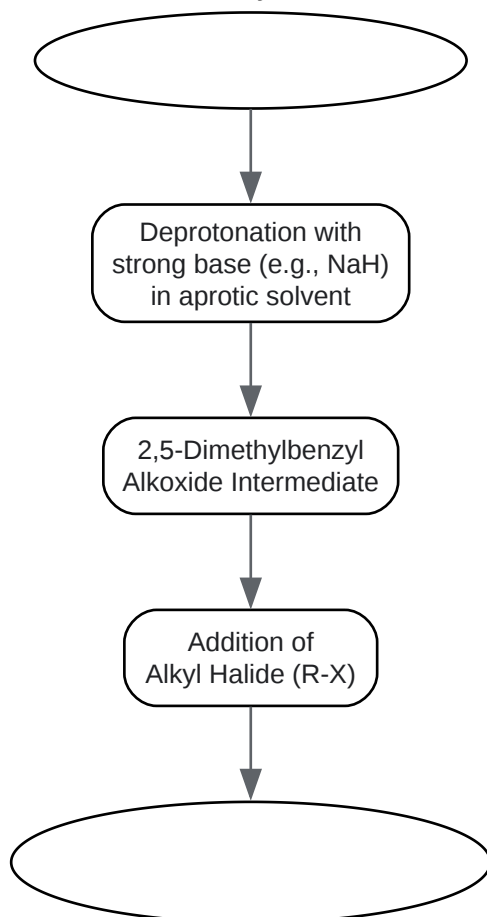 Deprotonation with
strong base (e.g., NaH)
in aprotic solvent
2,5-Dimethylbenzyl
Alkoxide Intermediate
Addition of
Alkyl Halide (R-X)